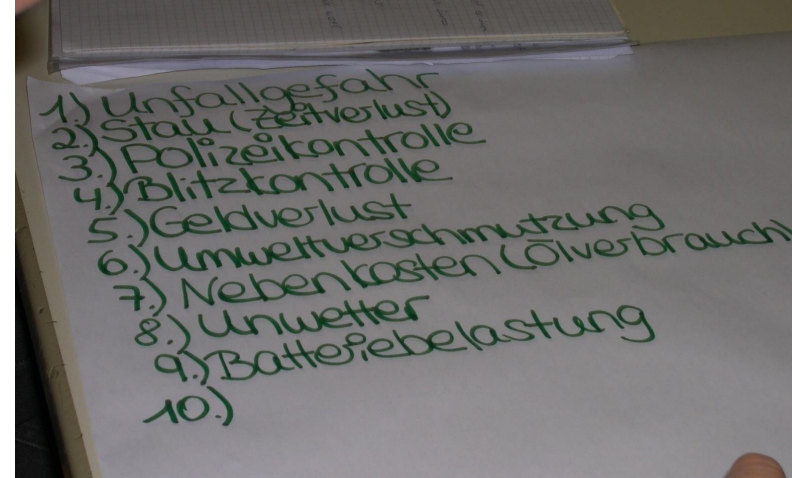 1.) Unfallgefahr
2.) Stau (Zeitverlust)
3.) Polizeikontrolle
4.) Blitzkontrolle
5.) Geldverlust
6.) Umweltverschmutzung
7.) Nebenkosten (Ölverbrauch)
8.) Unwetter
9.) Batteriebelastung
10.)